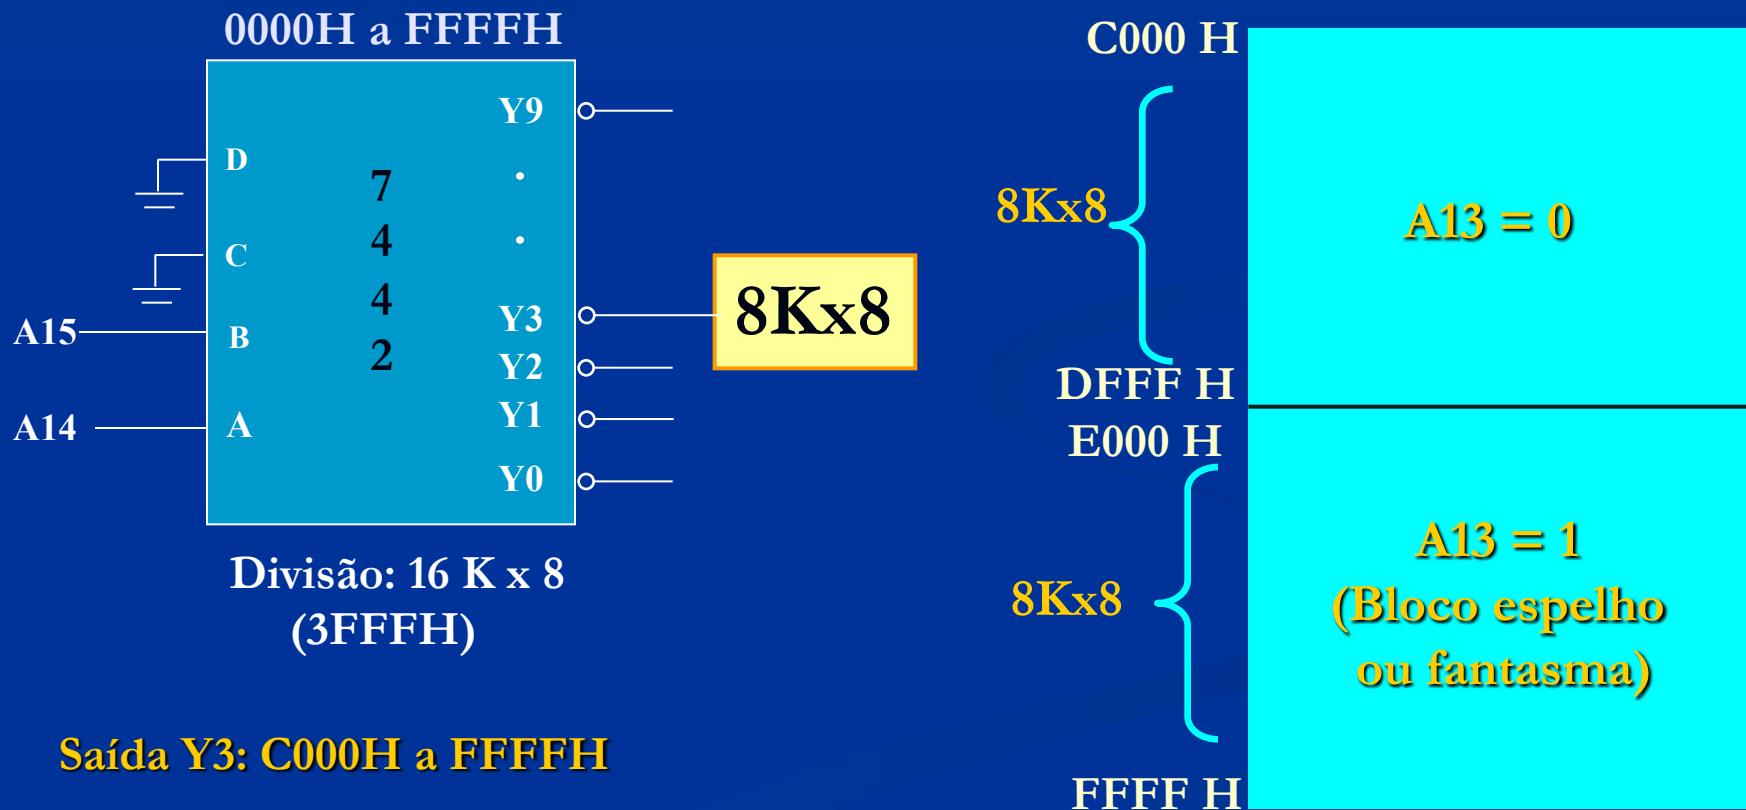 0000H a FFFFH
Y9
D
C
A15
B
A14
A
7
4
4
2
.
.
Y3
Y2
Y1
Y0
8Kx8
Divisão: 16 K x 8
(3FFFH)
Saída Y3: C000H a FFFFH
C000 H
8Kx8
A13 = 0
DFFF H
E000 H
8Kx8
A13 = 1
(Bloco espelho
ou fantasma)
FFFF H